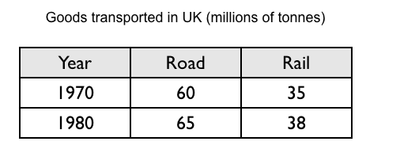 Goods transported in UK (millions of tonnes)
Year Road Rail
1970 60 35
1980 65 38